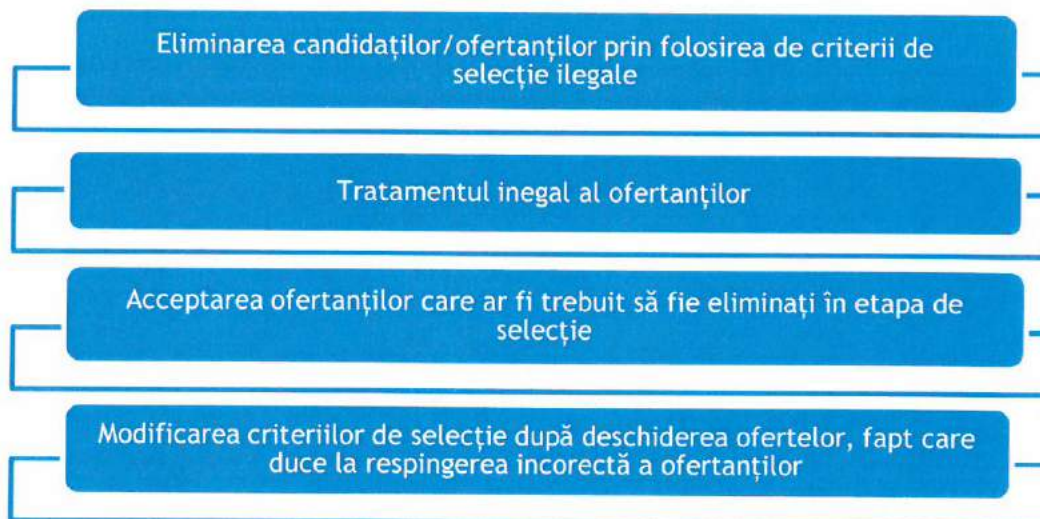 Eliminarea candidaților/ofertanților prin folosirea de criterii de
selecție ilegale
Tratamentul inegal al ofertanților
Acceptarea ofertanților care ar fi trebuit să fie eliminați în etapa de
selecție
Modificarea criteriilor de selecție după deschiderea ofertelor, fapt care
duce la respingerea incorectă a ofertanților